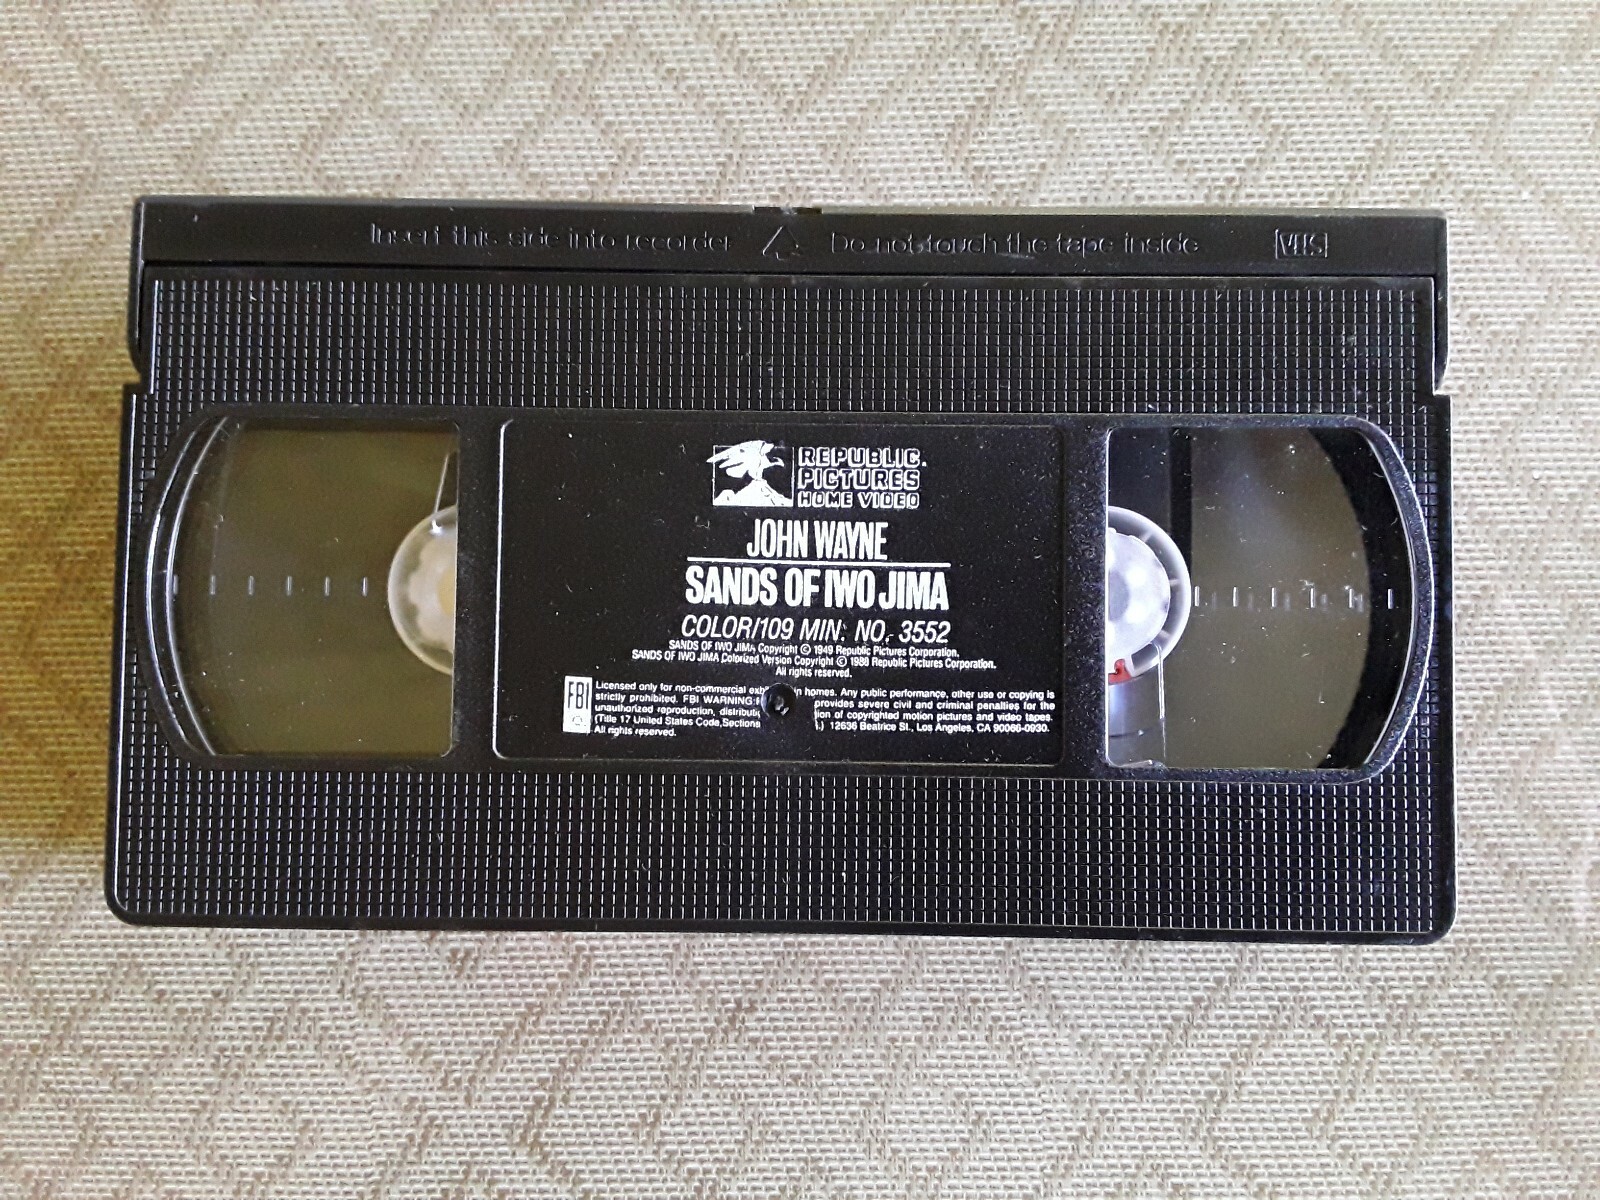 Insert this side into recorder Do not touch the tape inside VHS
REPUBLIC
PICTURES
HOME VIDEO
JOHN WAYNE
SANDS OF IWO JIMA
COLOR/109 MIN. NO. 3552
SANDS OF IWO JIMA Copyright © 1949 Republic Pictures Corporation.
SANDS OF IWO JIMA Colorized Version Copyright © 1988 Republic Pictures Corporation.
All rights reserved.
FBI
Licensed only for non-commercial in homes. Any public performance, other use or copying is
strictly prohibited. FBI WARNING: provides severe civil and criminal penalties for the
unauthorized reproduction, of copyrighted motion pictures and video tapes.
(Title 17 United States Code, Sections 12636 Beatrice St., Los Angeles, CA 90066-0930.
All rights reserved.